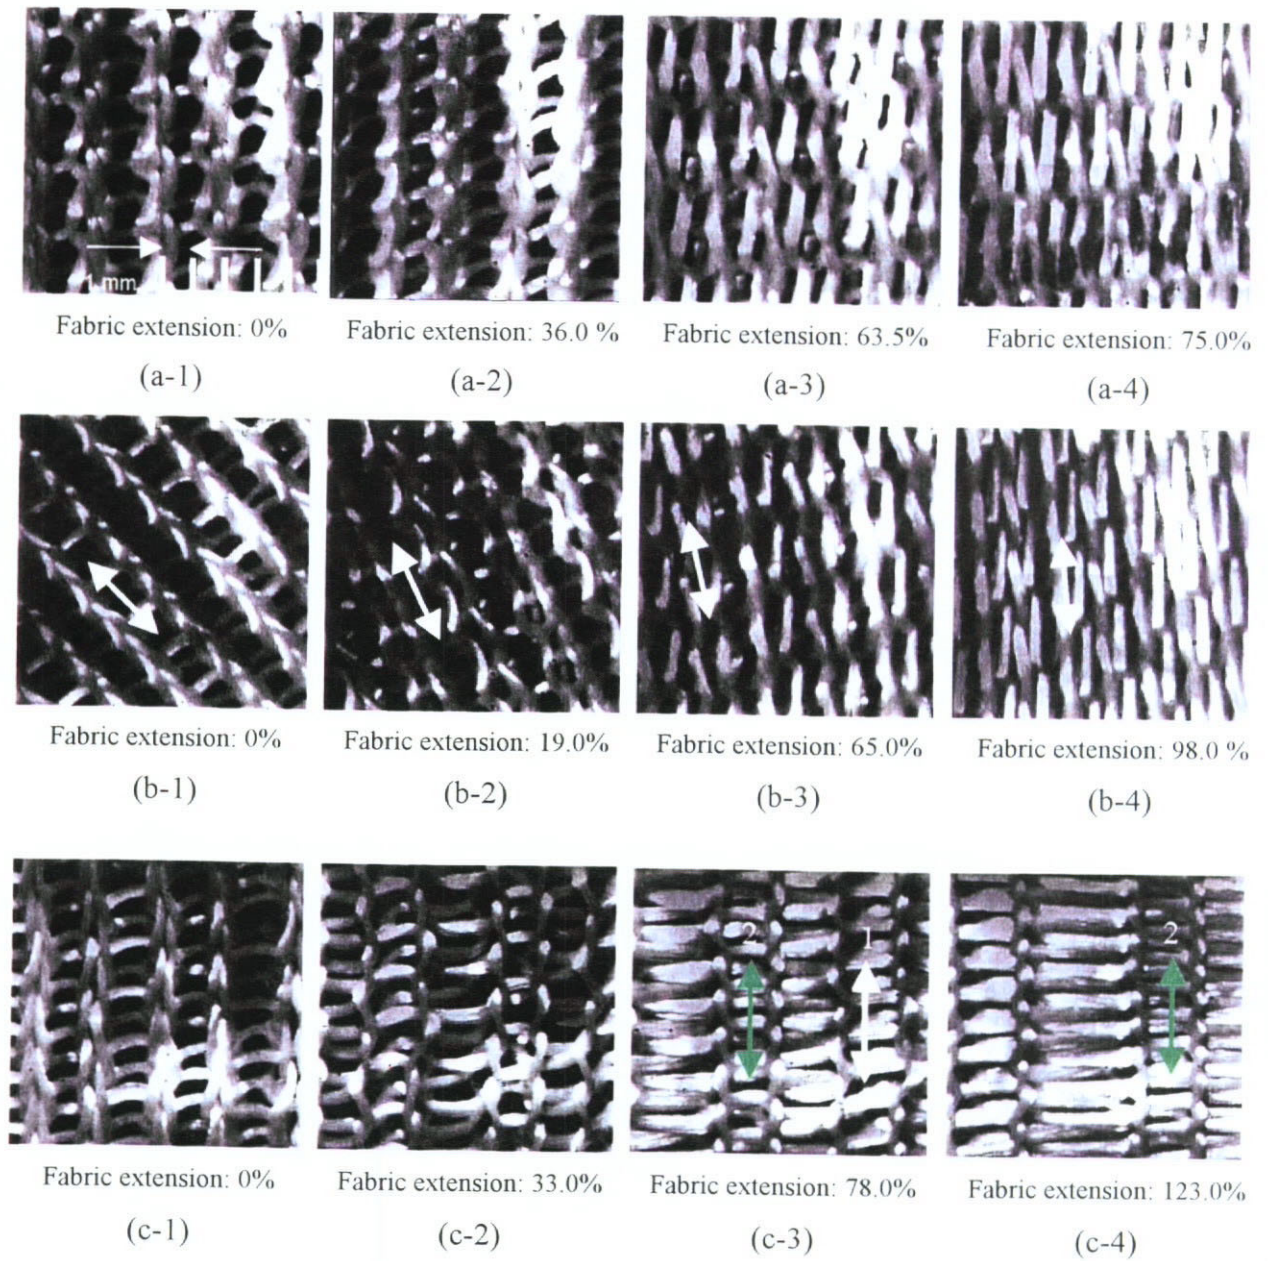 1 mm
Fabric extension: 0%
Fabric extension: 36.0 %
Fabric extension: 63.5%
Fabric extension: 75.0%
(a-1)
(a-2)
(a-3)
(a-4)
Fabric extension: 0%
Fabric extension: 19.0%
Fabric extension: 65.0%
Fabric extension: 98.0 %
(b-1)
(b-2)
(b-3)
(b-4)
2
1
2
Fabric extension: 0%
Fabric extension: 33.0%
Fabric extension: 78.0%
Fabric extension: 123.0%
(c-1)
(c-2)
(c-3)
(c-4)